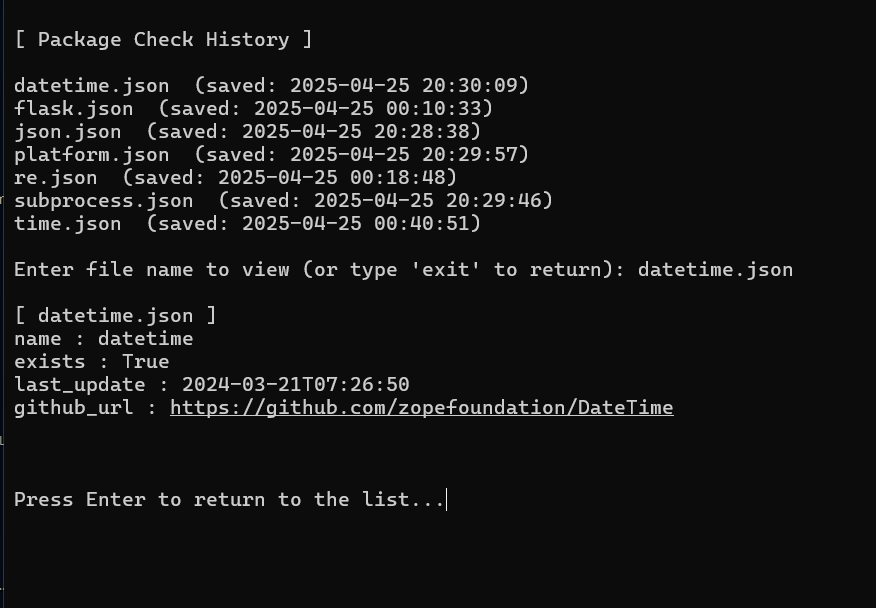 [ Package Check History ]
datetime.json  (saved: 2025-04-25 20:30:09)
flask.json  (saved: 2025-04-25 00:10:33)
json.json  (saved: 2025-04-25 20:28:38)
platform.json  (saved: 2025-04-25 20:29:57)
re.json  (saved: 2025-04-25 00:18:48)
subprocess.json  (saved: 2025-04-25 20:29:46)
time.json  (saved: 2025-04-25 00:40:51)
Enter file name to view (or type 'exit' to return): datetime.json
[ datetime.json ]
name : datetime
exists : True
last_update : 2024-03-21T07:26:50
github_url : https://github.com/zopefoundation/DateTime
Press Enter to return to the list...